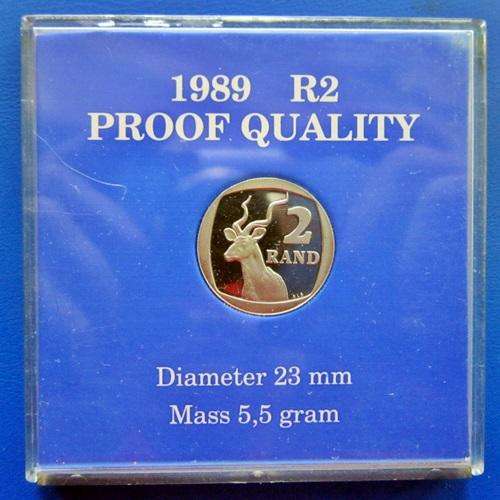 1989 R2
PROOF QUALITY
2
RAND
Diameter 23 mm
Mass 5,5 gram